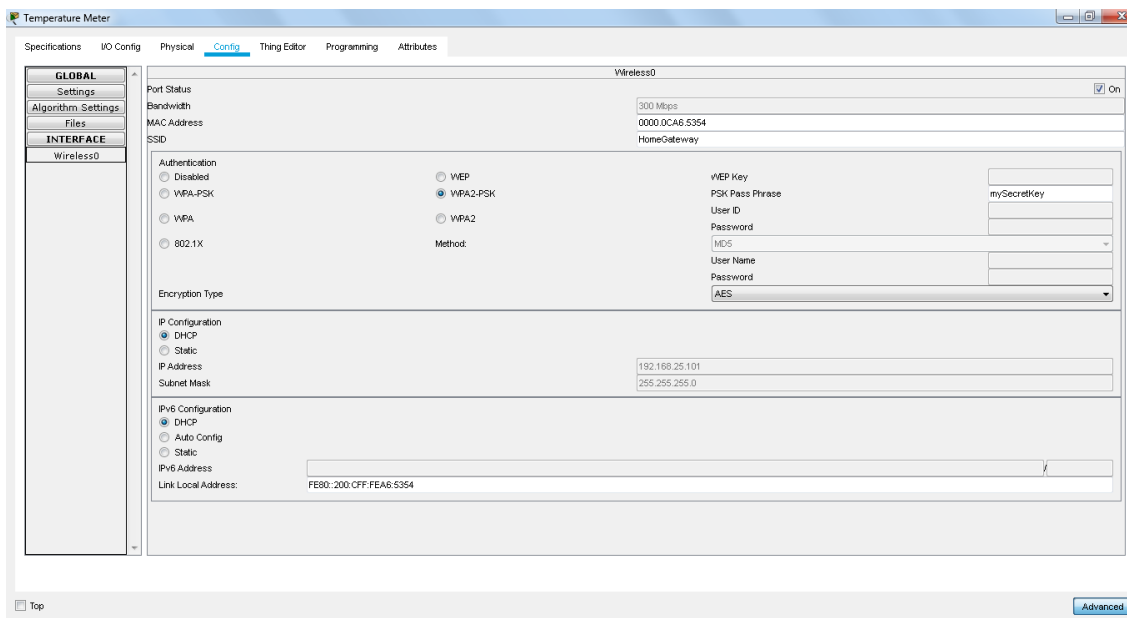 Temperature Meter
Specifications I/O Config Physical Config Thing Editor Programming Attributes
GLOBAL
Settings
Algorithm Settings
Files
INTERFACE
Wireless0
Wireless0
Port Status On
Bandwidth 300 Mbps
MAC Address 0000.0CA6.5354
SSID HomeGateway
Authentication
Disabled WEP WEP Key
WPA-PSK WPA2-PSK PSK Pass Phrase mySecretKey
User ID
WPA WPA2
Password
802.1X Method: MD5
User Name
Password
Encryption Type AES
IP Configuration
DHCP
Static
IP Address 192.168.25.101
Subnet Mask 255.255.255.0
IPv6 Configuration
DHCP
Auto Config
Static
IPv6 Address /
Link Local Address: FE80::200:CFF:FEA6:5354
Top Advanced